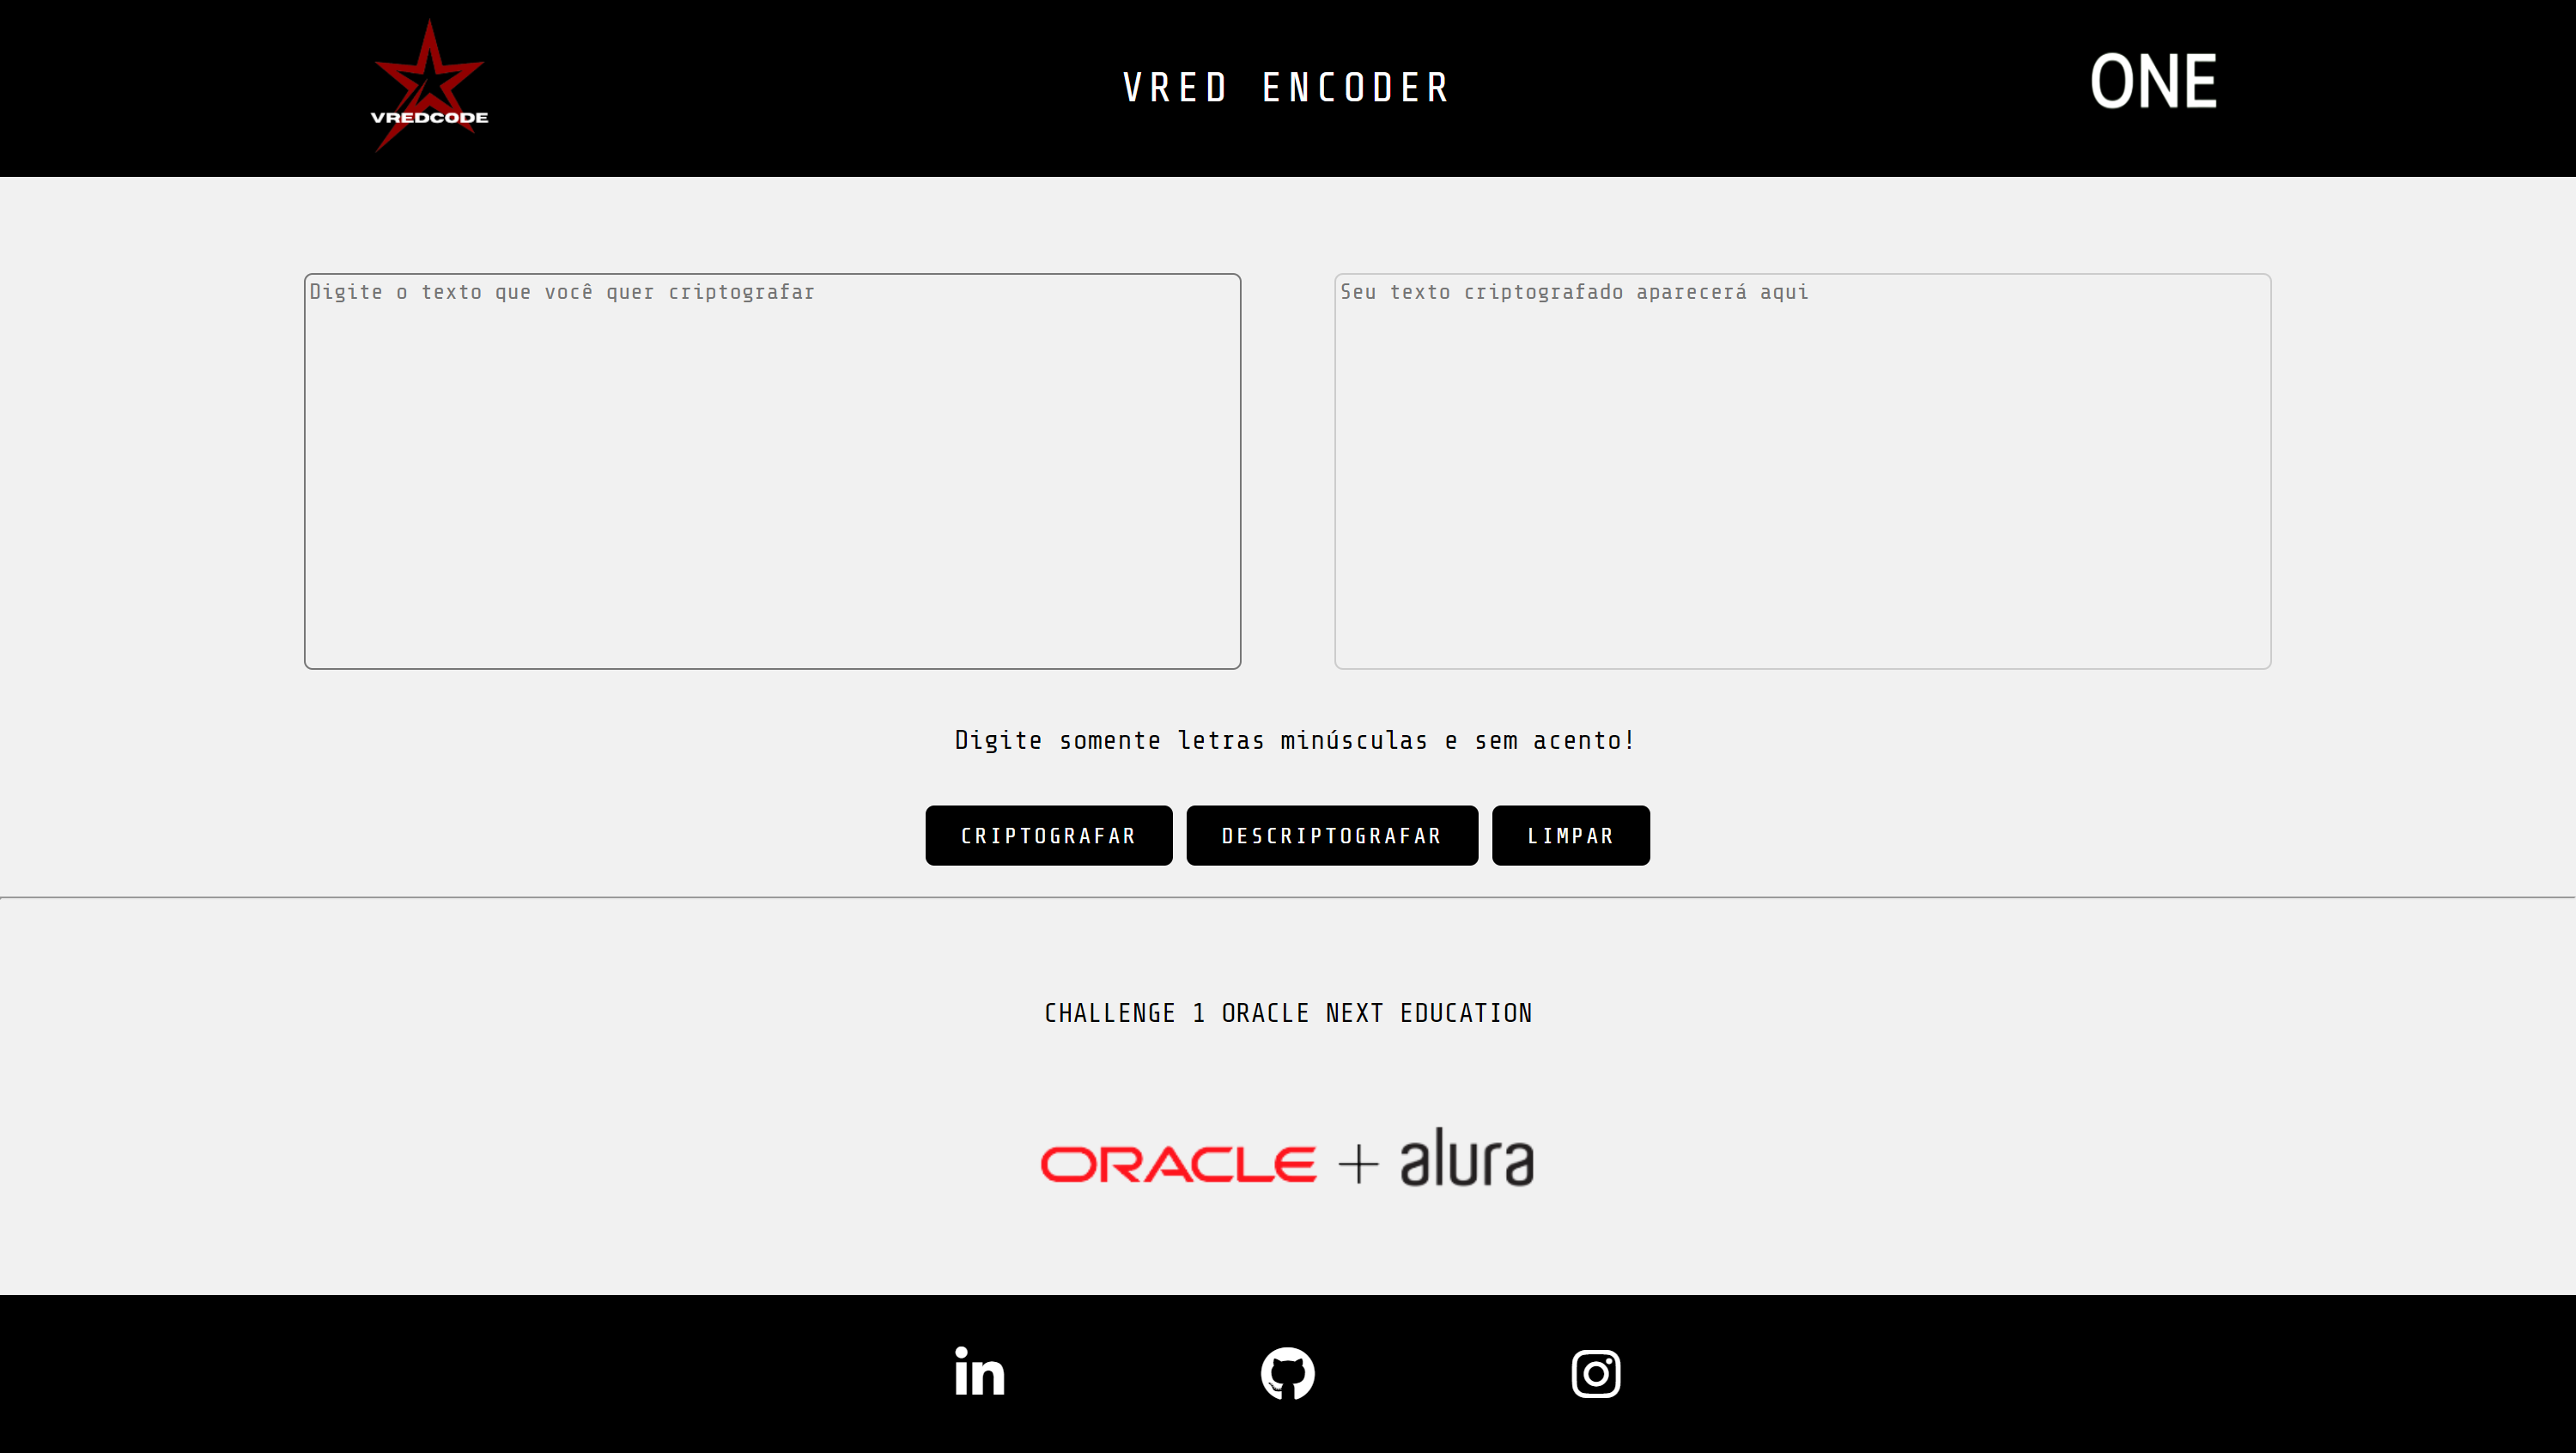 VREDCODE
VRED ENCODER
ONE
Digite o texto que você quer criptografar
Seu texto criptografado aparecerá aqui
Digite somente letras minúsculas e sem acento!
CRIPTOGRAFAR
DESCRIPTOGRAFAR
LIMPAR
CHALLENGE 1 ORACLE NEXT EDUCATION
ORACLE + alura
in